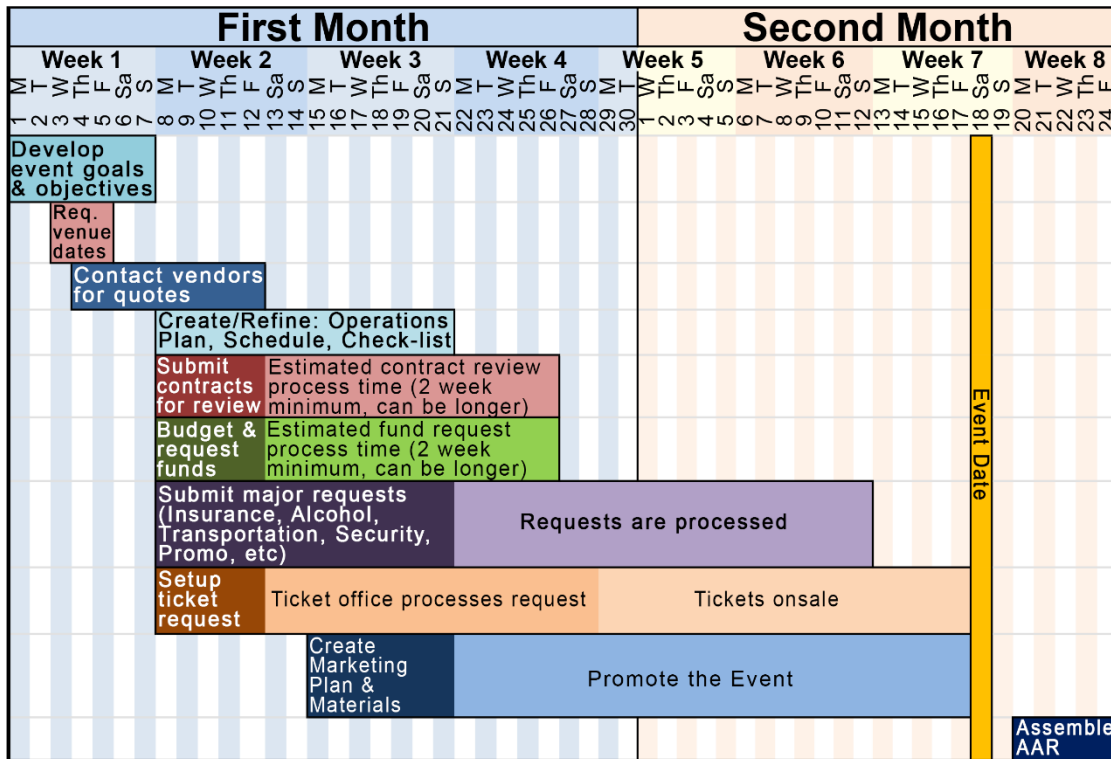 First Month Second Month
Week 1 Week 2 Week 3 Week 4 Week 5 Week 6 Week 7 Week 8
M T W Th F Sa S M T W Th F Sa S M T W Th F Sa S M T W Th F Sa S M T W Th F Sa S M T W Th F Sa S M T W Th F Sa S M T W Th F
1 2 3 4 5 6 7 8 9 10 11 12 13 14 15 16 17 18 19 20 21 22 23 24 25 26 27 28 29 30 1 2 3 4 5 6 7 8 9 10 11 12 13 14 15 16 17 18 19 20 21 22 23 24
Develop
event goals
& objectives
Req.
venue
dates
Contact vendors
for quotes
Create/Refine: Operations
Plan, Schedule, Check-list
Submit
contracts
for review
Estimated contract review
process time (2 week
minimum, can be longer)
Budget &
request
funds
Estimated fund request
process time (2 week
minimum, can be longer)
Submit major requests
(Insurance, Alcohol,
Transportation, Security,
Promo, etc)
Requests are processed
Setup
ticket
request
Ticket office processes request
Tickets onsale
Create
Marketing
Plan &
Materials
Promote the Event
Event Date
Assemble
AAR